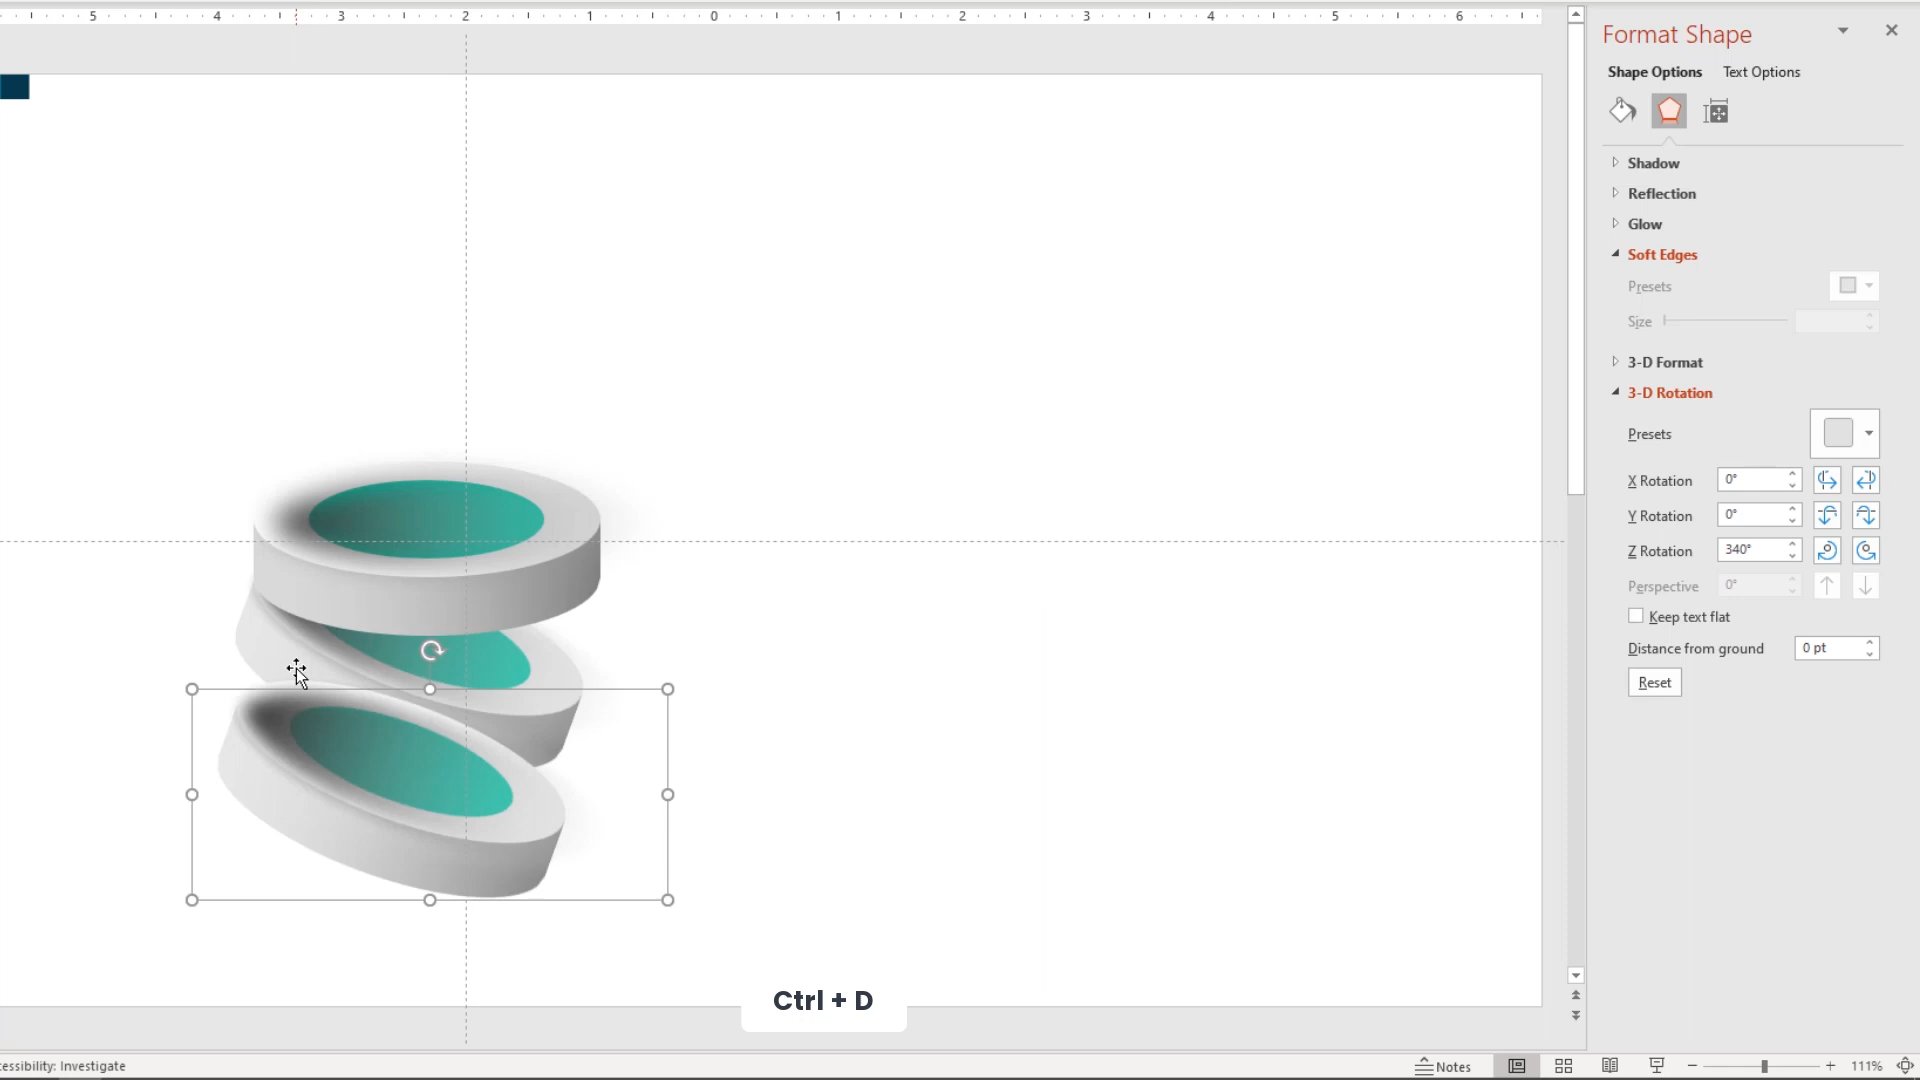 5 4 3 2 1 0 1 2 3 4 5 6
Format Shape
Shape Options Text Options
Shadow
Reflection
Glow
Soft Edges
Presets
Size
3-D Format
3-D Rotation
Presets
X Rotation 0°
Y Rotation 0°
Z Rotation 340°
Perspective 0°
Keep text flat
Distance from ground 0 pt
Reset
Ctrl + D
cessibility: Investigate
Notes
111%